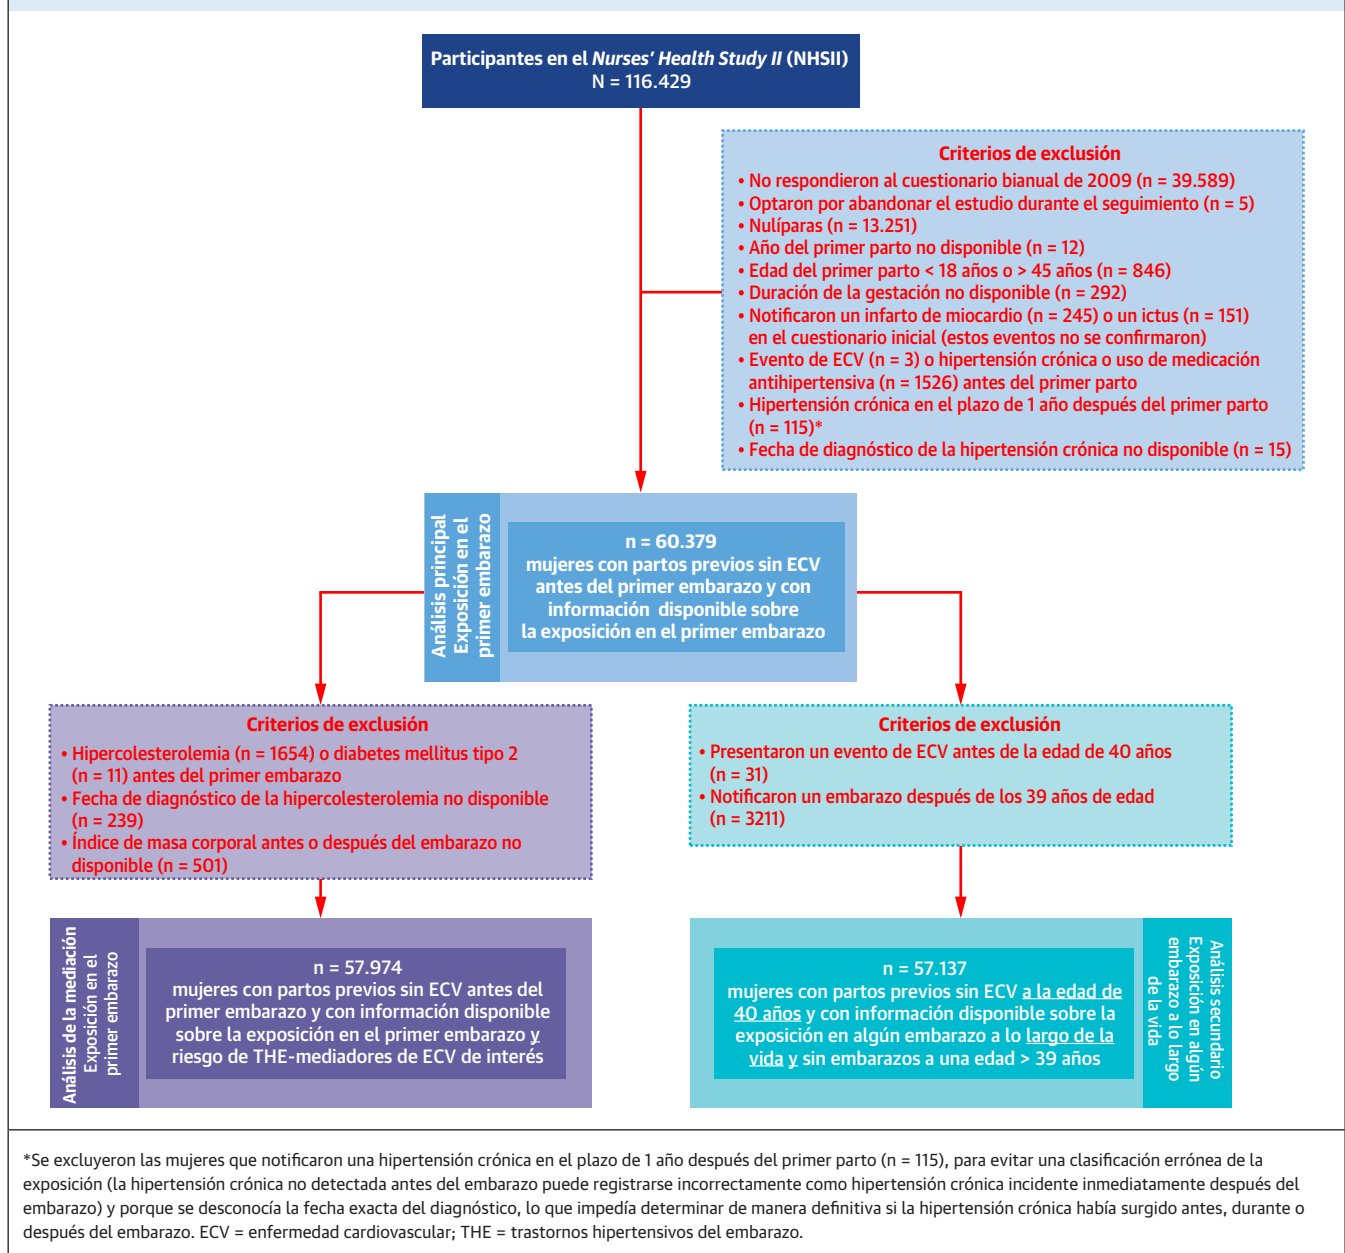 Participantes en el Nurses' Health Study II (NHSII)
N = 116.429
Criterios de exclusión
• No respondieron al cuestionario bianual de 2009 (n = 39.589)
• Optaron por abandonar el estudio durante el seguimiento (n = 5)
• Nulíparas (n = 13.251)
• Año del primer parto no disponible (n = 12)
• Edad del primer parto < 18 años o > 45 años (n = 846)
• Duración de la gestación no disponible (n = 292)
• Notificaron un infarto de miocardio (n = 245) o un ictus (n = 151)
en el cuestionario inicial (estos eventos no se confirmaron)
• Evento de ECV (n = 3) o hipertensión crónica o uso de medicación
antihipertensiva (n = 1526) antes del primer parto
• Hipertensión crónica en el plazo de 1 año después del primer parto
(n = 115)*
• Fecha de diagnóstico de la hipertensión crónica no disponible (n = 15)
Análisis principal
Exposición en el
primer embarazo
n = 60.379
mujeres con partos previos sin ECV
antes del primer embarazo y con
información disponible sobre
la exposición en el primer embarazo
Criterios de exclusión
• Hipercolesterolemia (n = 1654) o diabetes mellitus tipo 2
(n = 11) antes del primer embarazo
• Fecha de diagnóstico de la hipercolesterolemia no disponible
(n = 239)
• Índice de masa corporal antes o después del embarazo no
disponible (n = 501)
Criterios de exclusión
• Presentaron un evento de ECV antes de la edad de 40 años
(n = 31)
• Notificaron un embarazo después de los 39 años de edad
(n = 3211)
Análisis de la mediación
Exposición en el
primer embarazo
n = 57.974
mujeres con partos previos sin ECV antes del
primer embarazo y con información disponible
sobre la exposición en el primer embarazo y
riesgo de THE-mediadores de ECV de interés
n = 57.137
mujeres con partos previos sin ECV a la edad de
40 años y con información disponible sobre la
exposición en algún embarazo a lo largo de la
vida y sin embarazos a una edad > 39 años
Análisis secundario
Exposición en algún
embarazo a lo largo
de la vida
*Se excluyeron las mujeres que notificaron una hipertensión crónica en el plazo de 1 año después del primer parto (n = 115), para evitar una clasificación errónea de la
exposición (la hipertensión crónica no detectada antes del embarazo puede registrarse incorrectamente como hipertensión crónica incidente inmediatamente después del
embarazo) y porque se desconocía la fecha exacta del diagnóstico, lo que impedía determinar de manera definitiva si la hipertensión crónica había surgido antes, durante o
después del embarazo. ECV = enfermedad cardiovascular; THE = trastornos hipertensivos del embarazo.